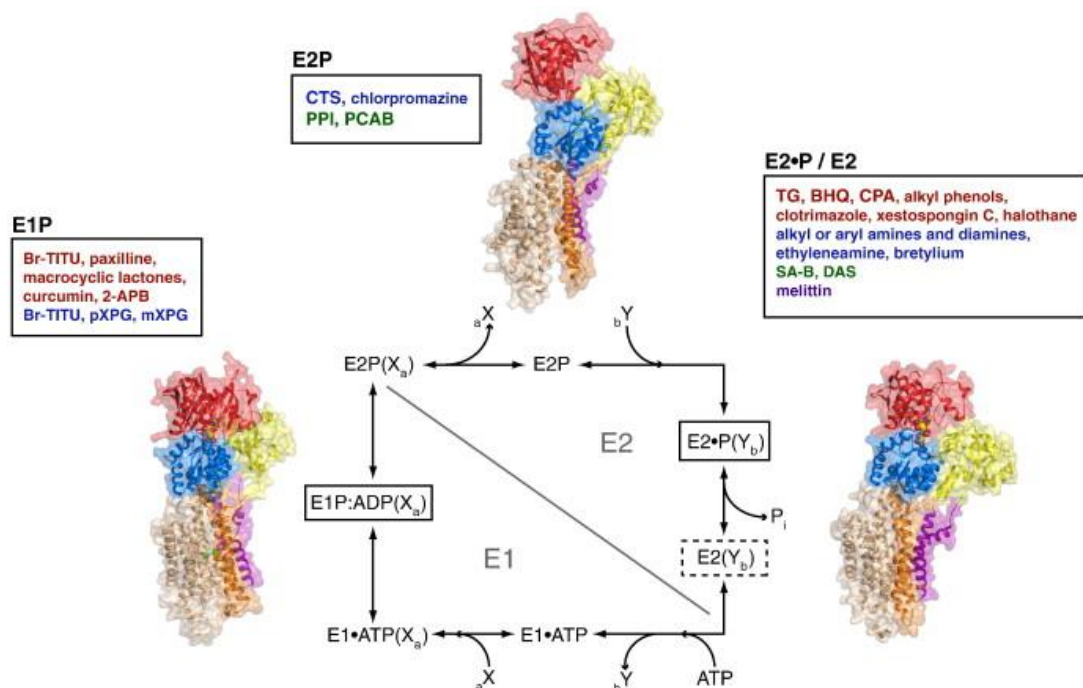 E2P
CTS, chlorpromazine
PPI, PCAB
E2•P / E2
TG, BHQ, CPA, alkyl phenols,
clotrimazole, xestospongin C, halothane
alkyl or aryl amines and diamines,
ethyleneamine, bretylium
SA-B, DAS
melittin
E1P
Br-TITU, paxilline,
macrocyclic lactones,
curcumin, 2-APB
Br-TITU, pXPG, mXPG
aX
bY
E2P(Xa)
E2P
E2
E2•P(Yb)
E1P:ADP(Xa)
Pi
E1
E2(Yb)
E1•ATP(Xa)
E1•ATP
aX
bY
ATP